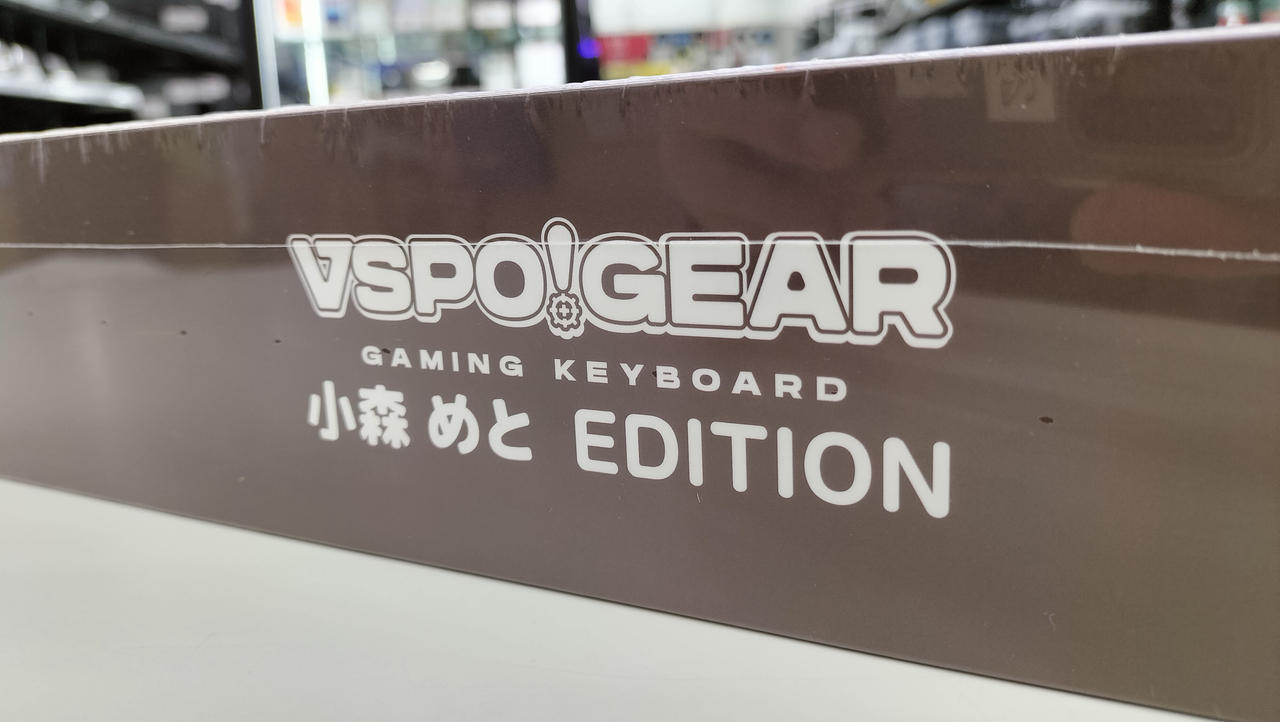 VSPO!GEAR
GAMING KEYBOARD
小森 めと EDITION